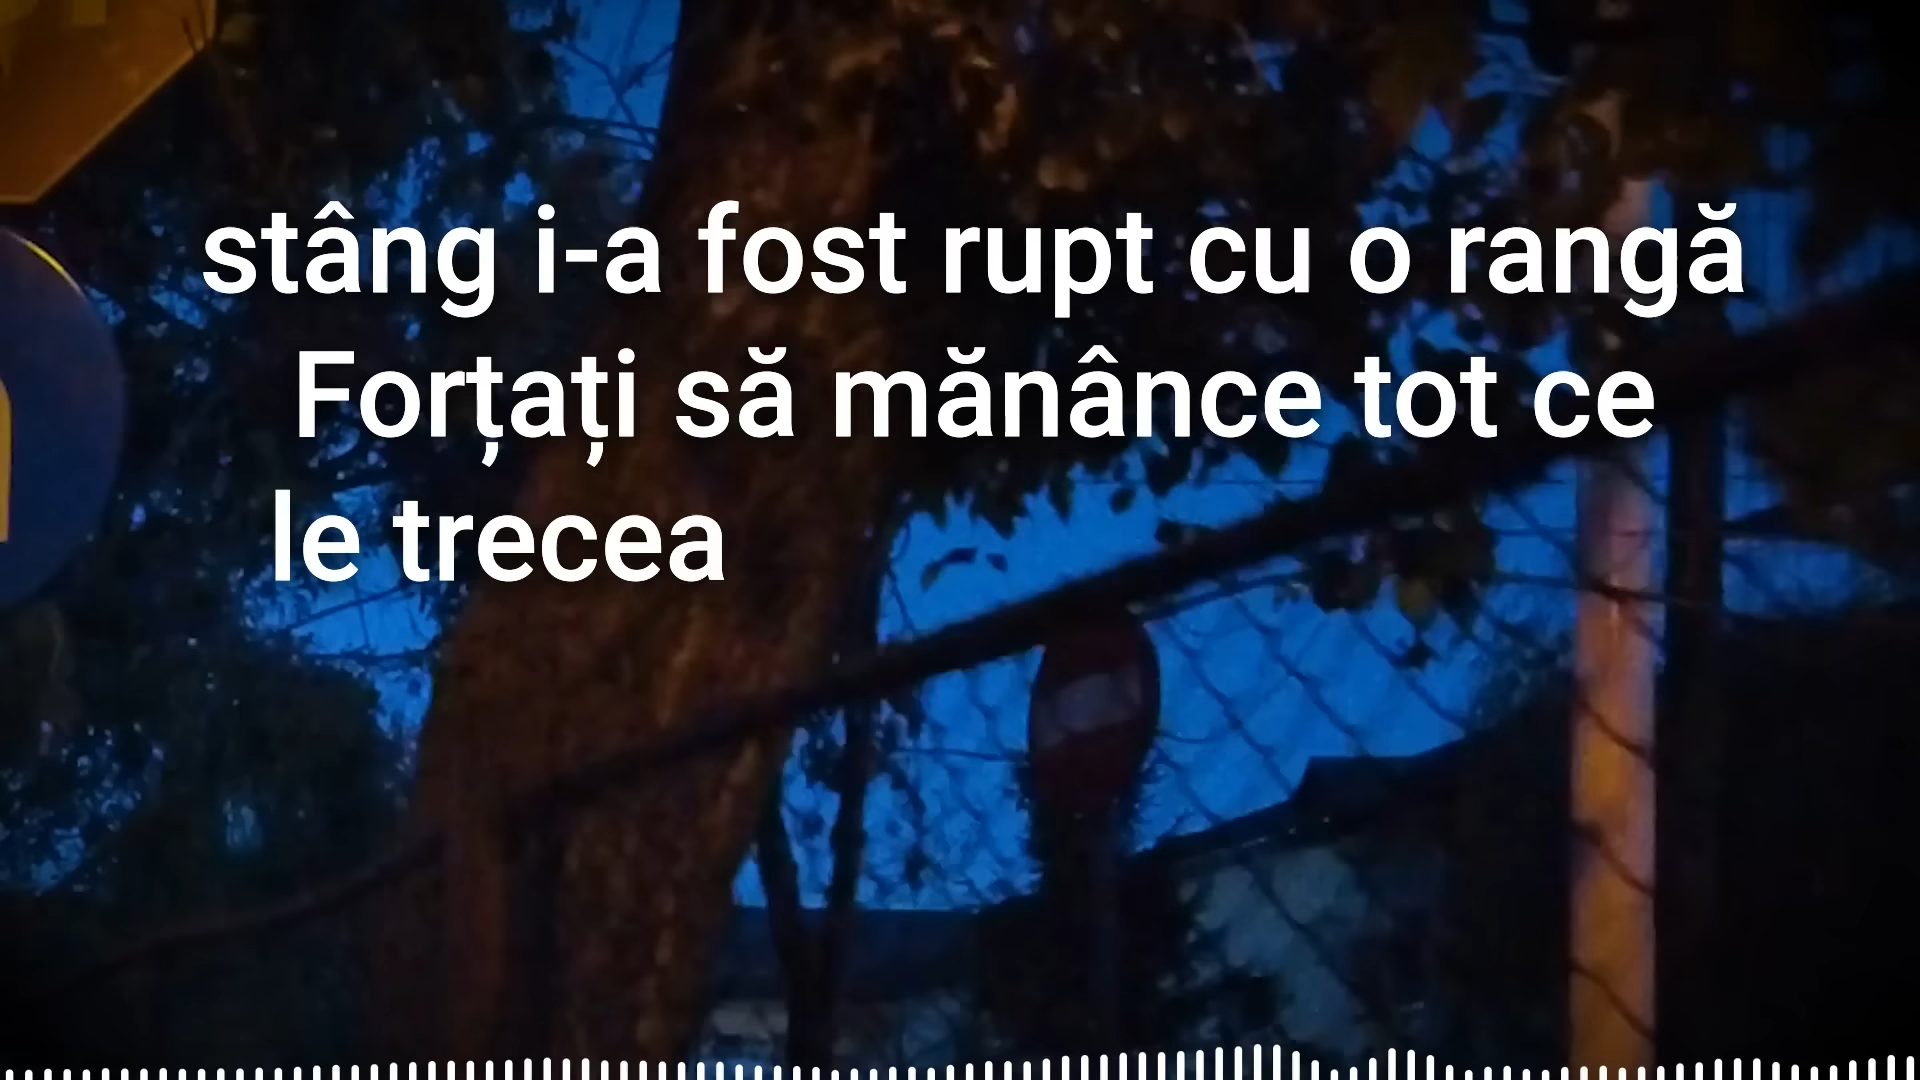 stâng i-a fost rupt cu o rangă
Forțați să mănânce tot ce
le trecea